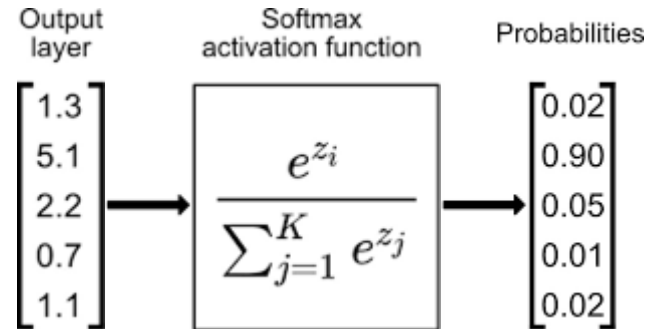 Output
layer
Softmax
activation function
Probabilities
1.3
5.1
2.2
0.7
1.1
e^{z_i}
∑_{j=1}^{K} e^{z_j}
0.02
0.90
0.05
0.01
0.02